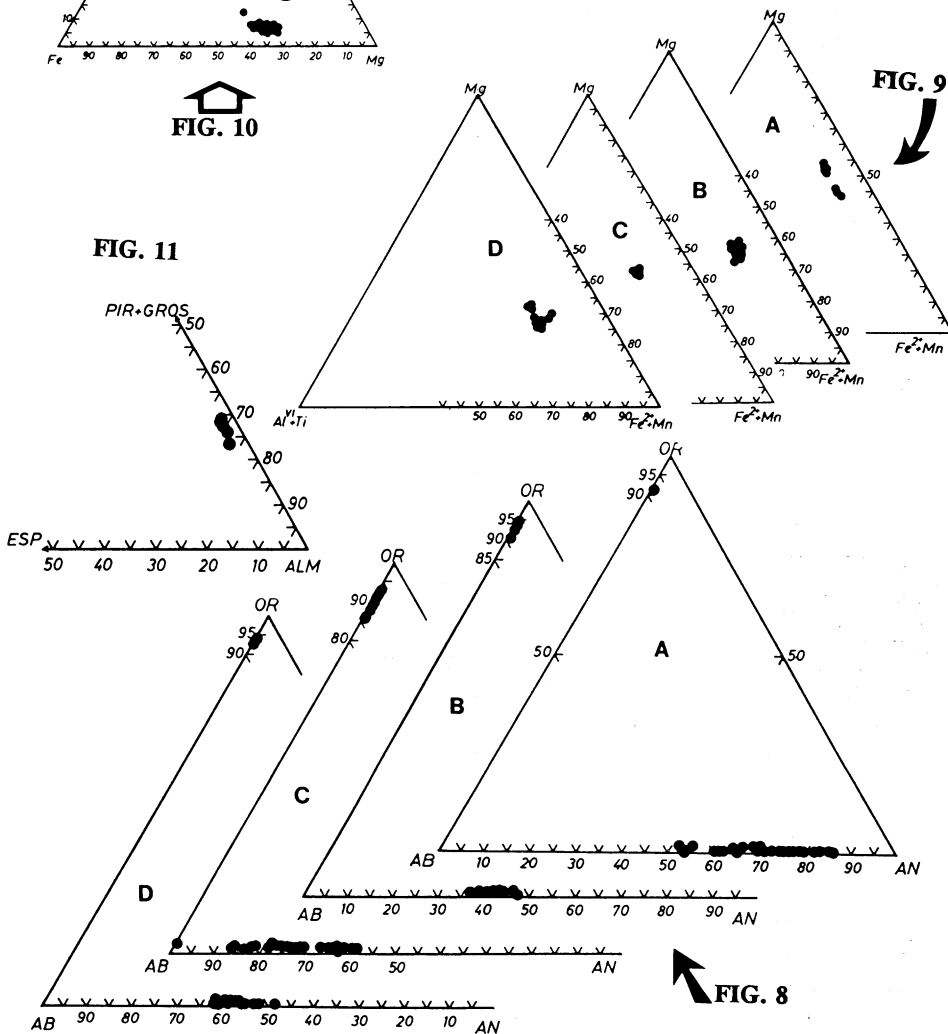 10
Fe 90 80 70 60 50 40 30 20 10 Mg
FIG. 10
Mg
A
50
Fe²⁺+Mn
FIG. 9
Mg
B
40
50
60
70
80
90
90 Fe²⁺+Mn
Mg
C
40
50
60
70
80
90
Fe²⁺+Mn
Mg
D
40
50
60
70
80
Alⱽᴵ+Ti 50 60 70 80 90 Fe²⁺+Mn
FIG. 11
PIR+GROS
50
60
70
80
90
ESP
50 40 30 20 10 ALM
OR
95
90
50 A 50
AB 10 20 30 40 50 60 70 80 90 AN
OR
95
90
85
B
AB 10 20 30 40 50 60 70 80 90 AN
OR
90
80
C
AB 90 80 70 60 50 AN
OR
95
90
D
AB 90 80 70 60 50 40 30 20 10 AN
FIG. 8